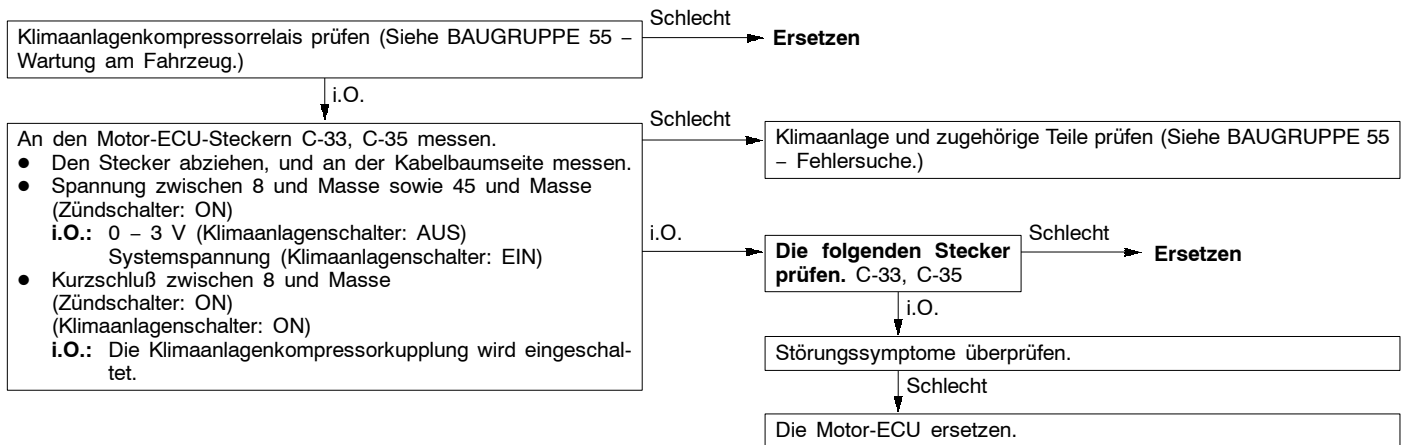 Klimaanlagenkompressorrelais prüfen (Siehe BAUGRUPPE 55 –
Wartung am Fahrzeug.)
Schlecht
Ersetzen
i.O.
An den Motor-ECU-Steckern C-33, C-35 messen.
● Den Stecker abziehen, und an der Kabelbaumseite messen.
● Spannung zwischen 8 und Masse sowie 45 und Masse
(Zündschalter: ON)
i.O.: 0 – 3 V (Klimaanlagenschalter: AUS)
Systemspannung (Klimaanlagenschalter: EIN)
● Kurzschluß zwischen 8 und Masse
(Zündschalter: ON)
(Klimaanlagenschalter: ON)
i.O.: Die Klimaanlagenkompressorkupplung wird eingeschal-
tet.
Schlecht
Klimaanlage und zugehörige Teile prüfen (Siehe BAUGRUPPE 55
– Fehlersuche.)
i.O.
Die folgenden Stecker
prüfen. C-33, C-35
Schlecht
Ersetzen
i.O.
Störungssymptome überprüfen.
Schlecht
Die Motor-ECU ersetzen.